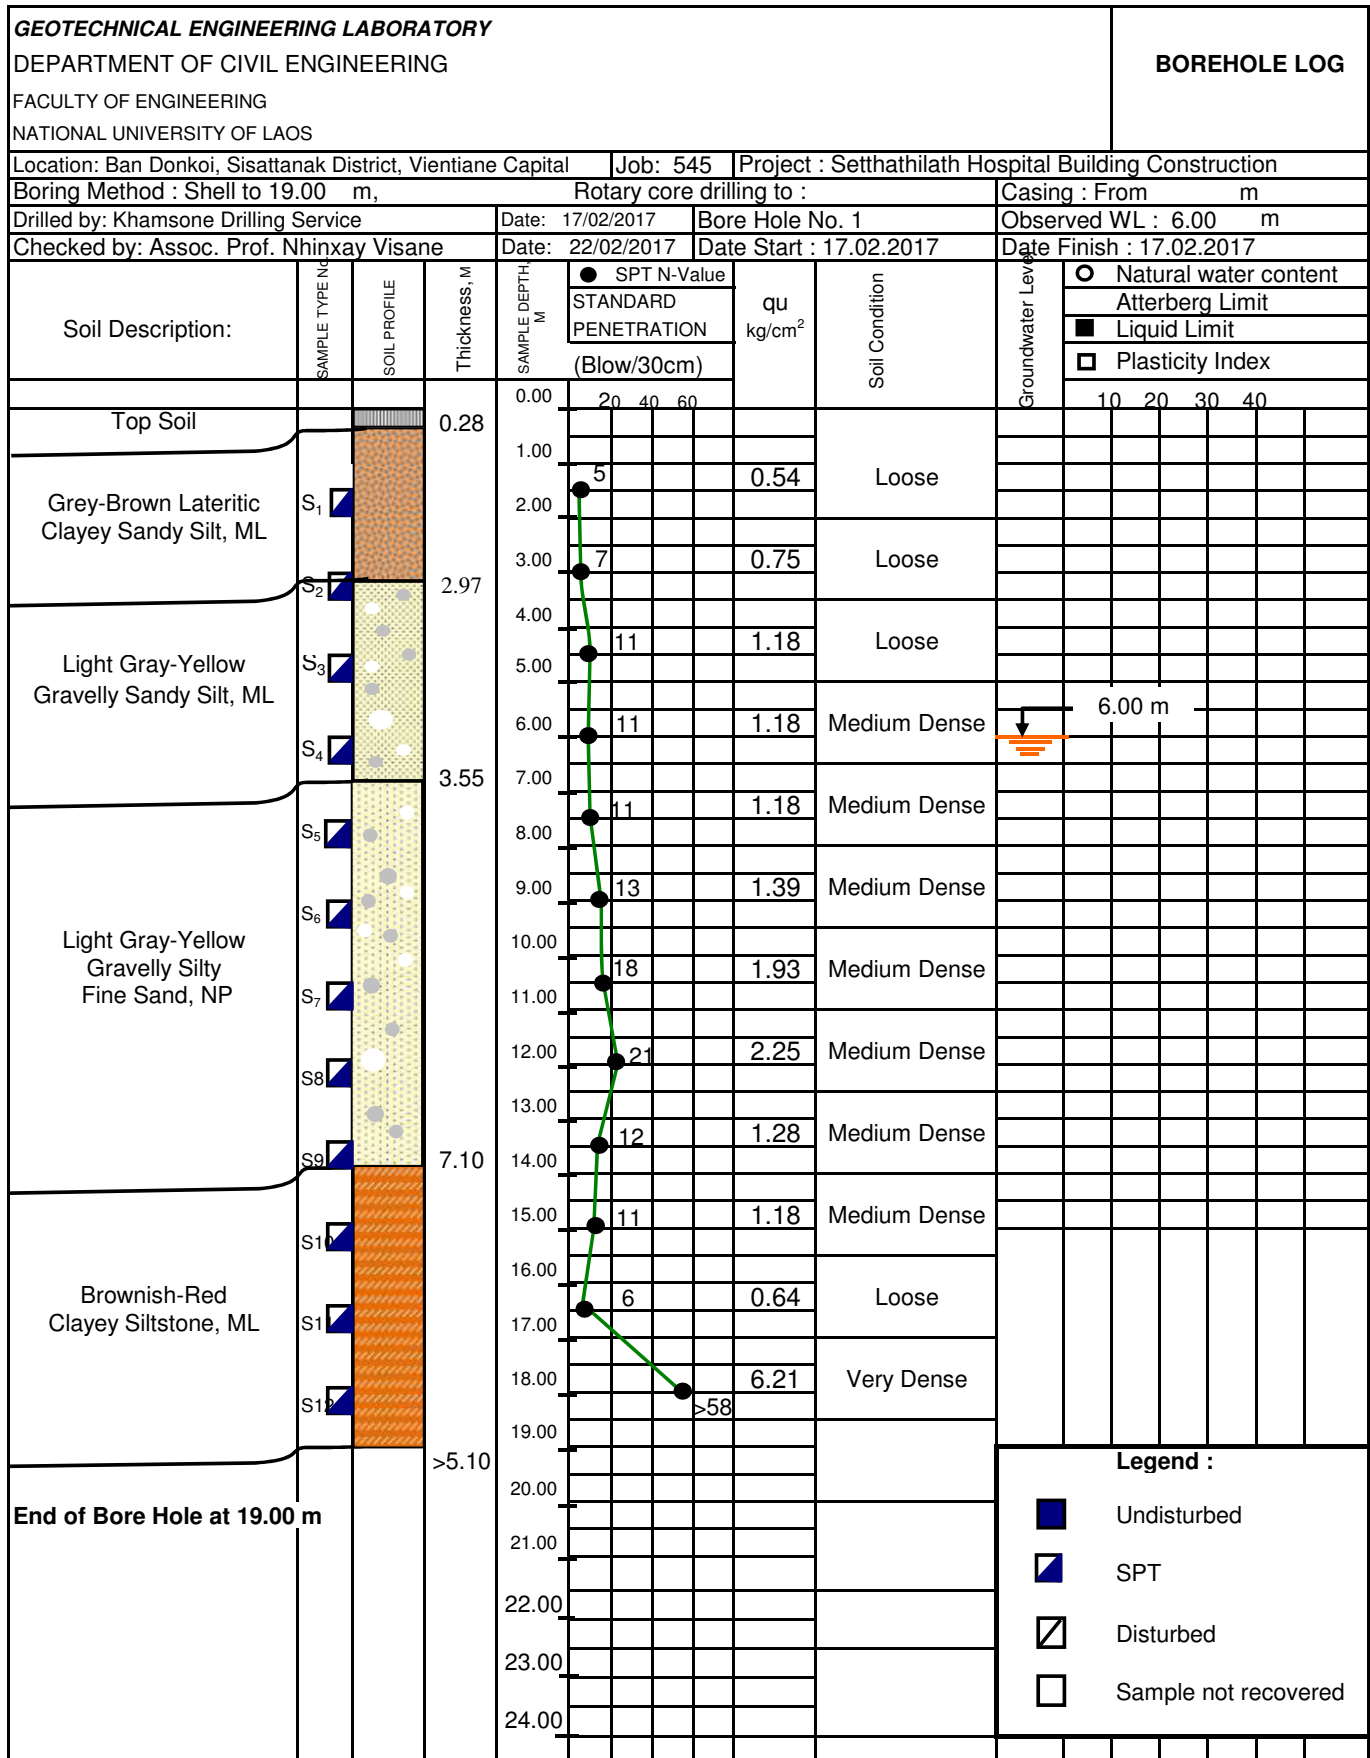 GEOTECHNICAL ENGINEERING LABORATORY
DEPARTMENT OF CIVIL ENGINEERING
FACULTY OF ENGINEERING
NATIONAL UNIVERSITY OF LAOS
BOREHOLE LOG
Location: Ban Donkoi, Sisattanak District, Vientiane Capital
Job: 545
Project : Setthathilath Hospital Building Construction
Boring Method : Shell to 19.00 m,
Rotary core drilling to :
Casing : From m
Drilled by: Khamsone Drilling Service
Date: 17/02/2017
Bore Hole No. 1
Observed WL : 6.00 m
Checked by: Assoc. Prof. Nhinxay Visane
Date: 22/02/2017
Date Start : 17.02.2017
Date Finish : 17.02.2017
Soil Description:
SAMPLE TYPE No
SOIL PROFILE
Thickness, M
SAMPLE DEPTH, M
SPT N-Value
STANDARD
PENETRATION
(Blow/30cm)
qu
kg/cm²
Soil Condition
Groundwater Level
Natural water content
Atterberg Limit
Liquid Limit
Plasticity Index
0.00
20 40 60
10 20 30 40
Top Soil
0.28
1.00
Grey-Brown Lateritic
Clayey Sandy Silt, ML
S1
5
0.54
Loose
2.00
3.00
7
0.75
Loose
S2
2.97
4.00
Light Gray-Yellow
Gravelly Sandy Silt, ML
S3
11
1.18
Loose
5.00
6.00
11
1.18
Medium Dense
6.00 m
S4
7.00
3.55
11
1.18
Medium Dense
S5
8.00
9.00
13
1.39
Medium Dense
S6
Light Gray-Yellow
Gravelly Silty
Fine Sand, NP
10.00
18
1.93
Medium Dense
S7
11.00
12.00
21
2.25
Medium Dense
S8
13.00
12
1.28
Medium Dense
S9
7.10
14.00
15.00
11
1.18
Medium Dense
S10
16.00
Brownish-Red
Clayey Siltstone, ML
6
0.64
Loose
S11
17.00
18.00
6.21
Very Dense
S12
>58
19.00
>5.10
20.00
End of Bore Hole at 19.00 m
21.00
22.00
23.00
24.00
Legend :
Undisturbed
SPT
Disturbed
Sample not recovered